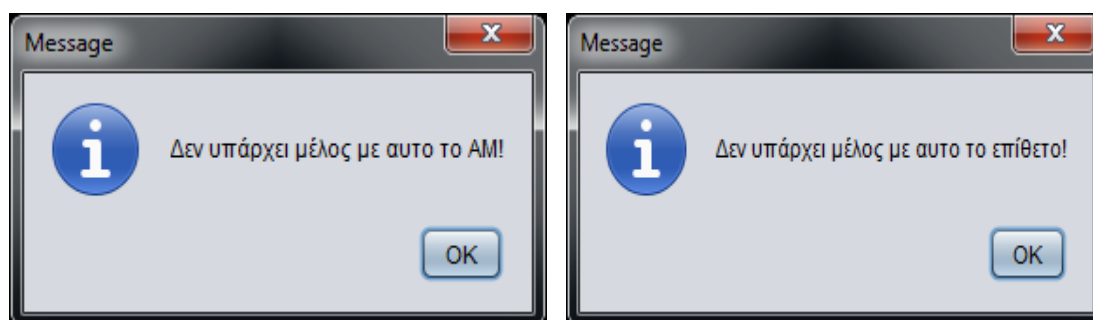 Message
Δεν υπάρχει μέλος με αυτο το ΑΜ!
OK
Message
Δεν υπάρχει μέλος με αυτο το επίθετο!
OK